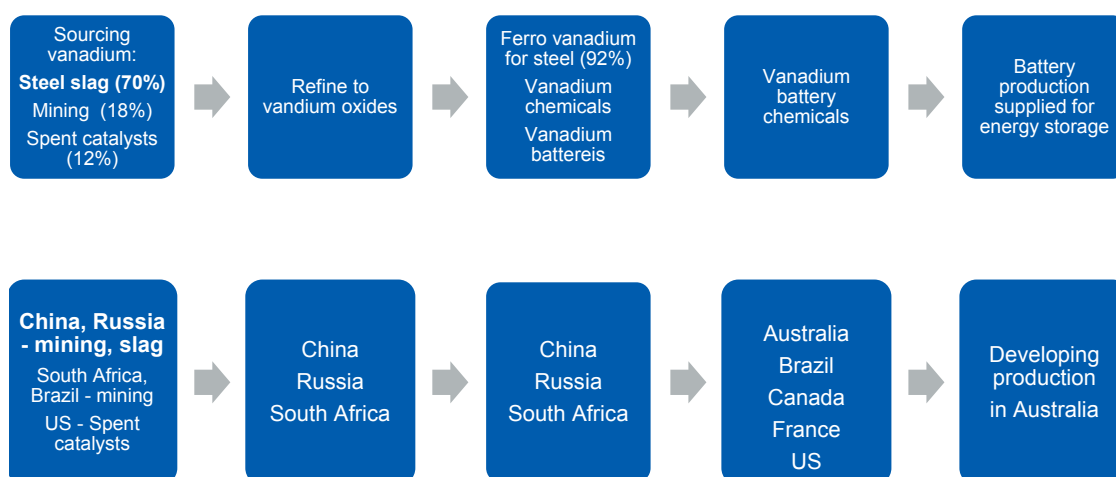 Sourcing
vanadium:
Steel slag (70%)
Mining (18%)
Spent catalysts
(12%)
Refine to
vandium oxides
Ferro vanadium
for steel (92%)
Vanadium
chemicals
Vanadium
battereis
Vanadium
battery
chemicals
Battery
production
supplied for
energy storage
China, Russia
- mining, slag
South Africa,
Brazil - mining
US - Spent
catalysts
China
Russia
South Africa
China
Russia
South Africa
Australia
Brazil
Canada
France
US
Developing
production
in Australia